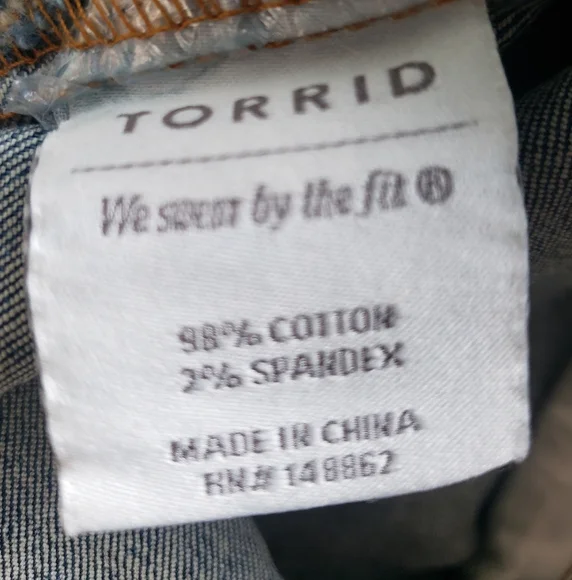 TORRID
We swear by the fit ®
98% COTTON
2% SPANDEX
MADE IN CHINA
RN# 148862